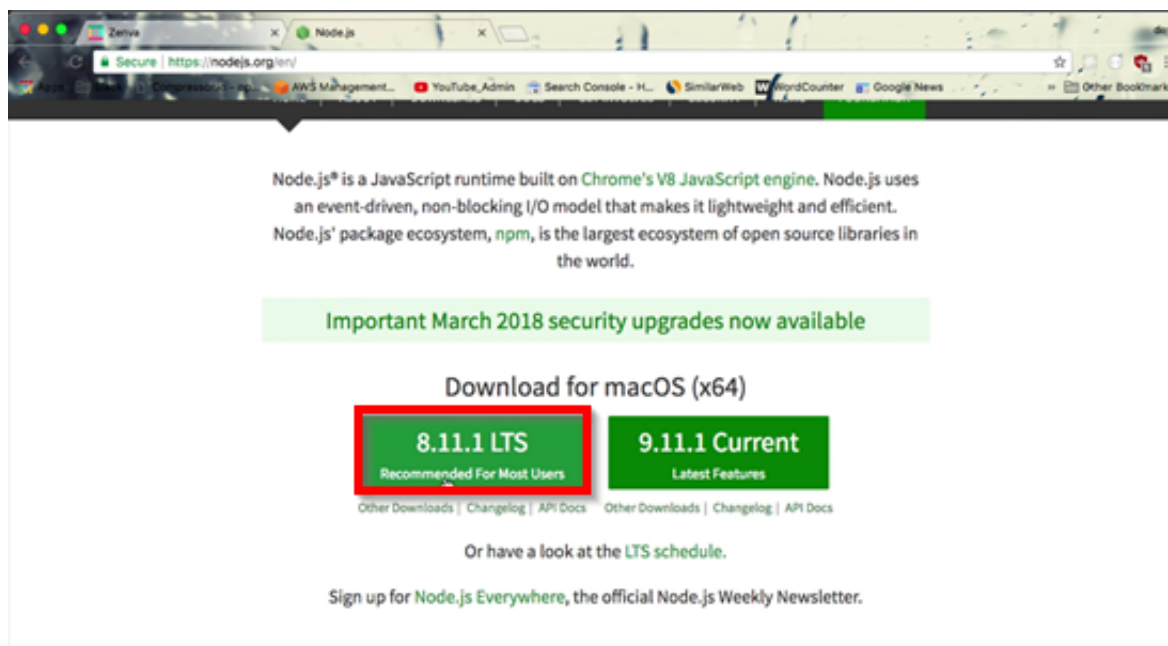 Zenva
Node.js
Secure | https://nodejs.org/en/
Apps
AWS Management...
YouTube_Admin
Search Console - H...
SimilarWeb
WordCounter
Google News
»
Other Bookmark
Node.js® is a JavaScript runtime built on Chrome's V8 JavaScript engine. Node.js uses
an event-driven, non-blocking I/O model that makes it lightweight and efficient.
Node.js' package ecosystem, npm, is the largest ecosystem of open source libraries in
the world.
Important March 2018 security upgrades now available
Download for macOS (x64)
8.11.1 LTS
Recommended For Most Users
9.11.1 Current
Latest Features
Other Downloads | Changelog | API Docs
Other Downloads | Changelog | API Docs
Or have a look at the LTS schedule.
Sign up for Node.js Everywhere, the official Node.js Weekly Newsletter.